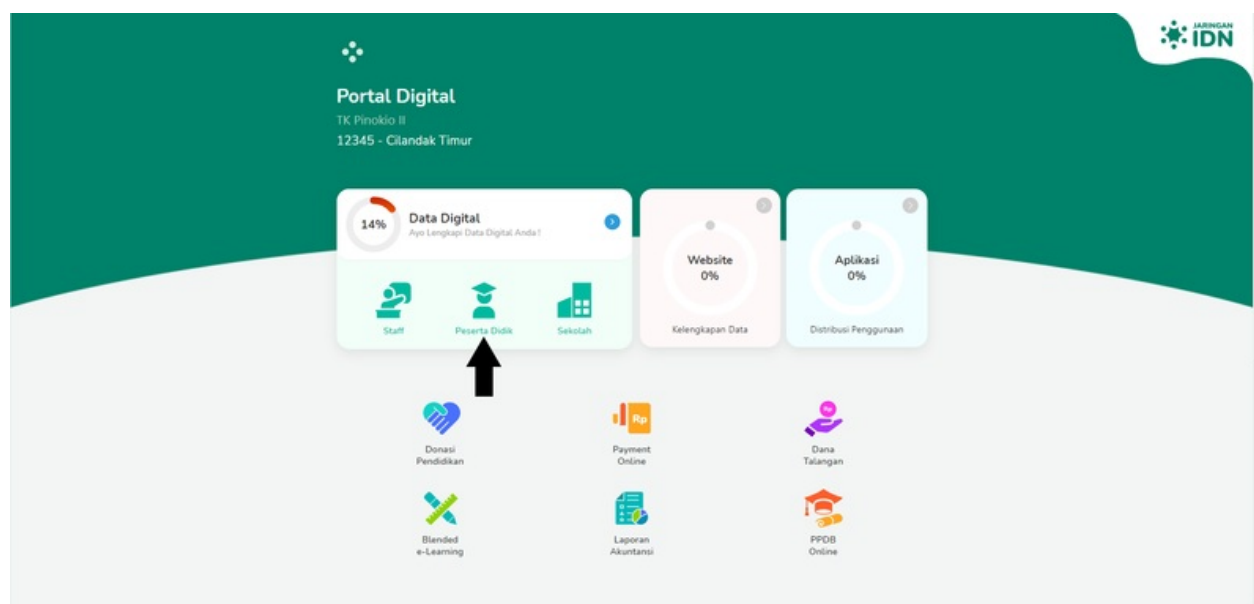 JARINGAN
IDN
Portal Digital
TK Pinokio II
12345 - Cilandak Timur
14%
Data Digital
Ayo Lengkapi Data Digital Anda !
Staff
Peserta Didik
Sekolah
Website
0%
Kelengkapan Data
Aplikasi
0%
Distribusi Penggunaan
Donasi
Pendidikan
Rp
Payment
Online
Rp
Dana
Talangan
Blended
e-Learning
Laporan
Akuntansi
PPDB
Online